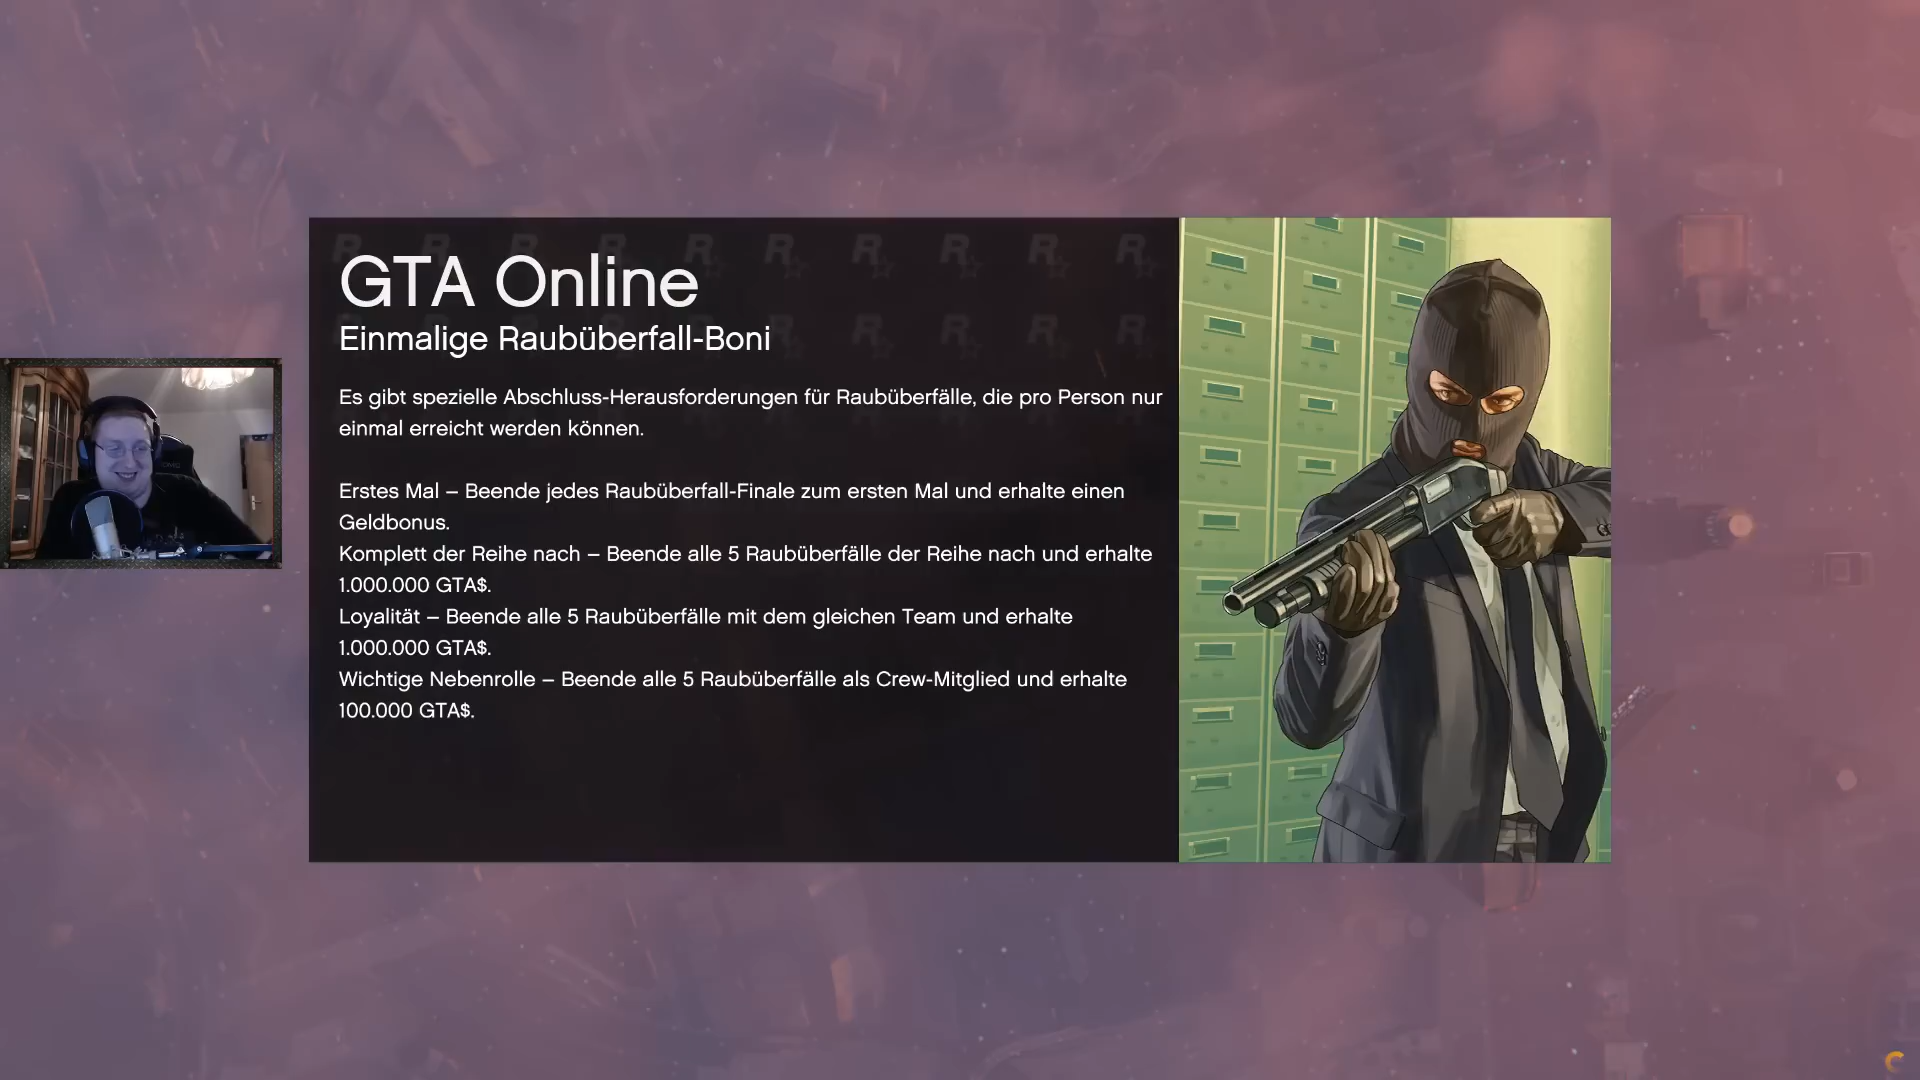 GTA Online
Einmalige Raubüberfall-Boni
Es gibt spezielle Abschluss-Herausforderungen für Raubüberfälle, die pro Person nur
einmal erreicht werden können.
Erstes Mal – Beende jedes Raubüberfall-Finale zum ersten Mal und erhalte einen
Geldbonus.
Komplett der Reihe nach – Beende alle 5 Raubüberfälle der Reihe nach und erhalte
1.000.000 GTA$.
Loyalität – Beende alle 5 Raubüberfälle mit dem gleichen Team und erhalte
1.000.000 GTA$.
Wichtige Nebenrolle – Beende alle 5 Raubüberfälle als Crew-Mitglied und erhalte
100.000 GTA$.